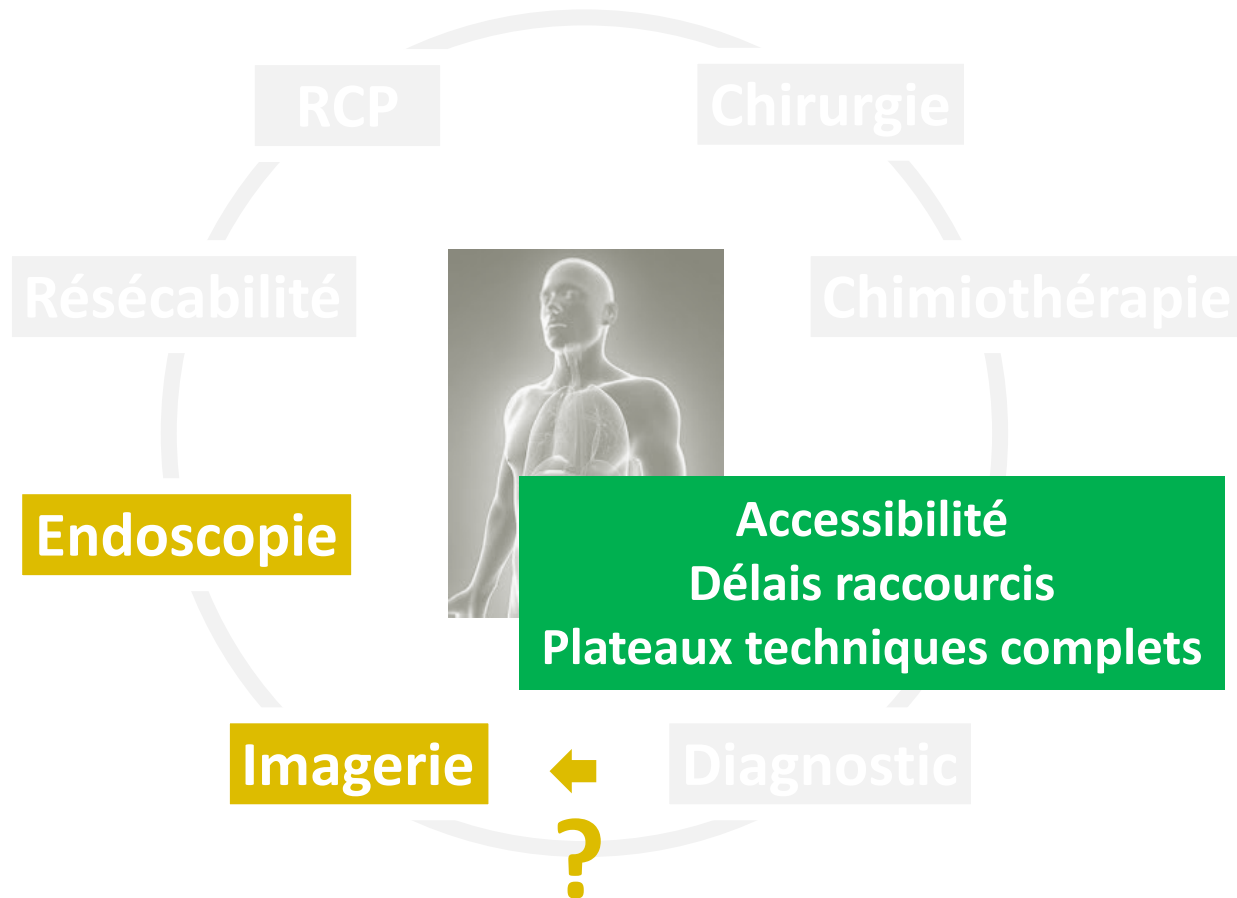 RCP
Chirurgie
Résécabilité
Chimiothérapie
Endoscopie
Accessibilité
Délais raccourcis
Plateaux techniques complets
Imagerie
Diagnostic
?